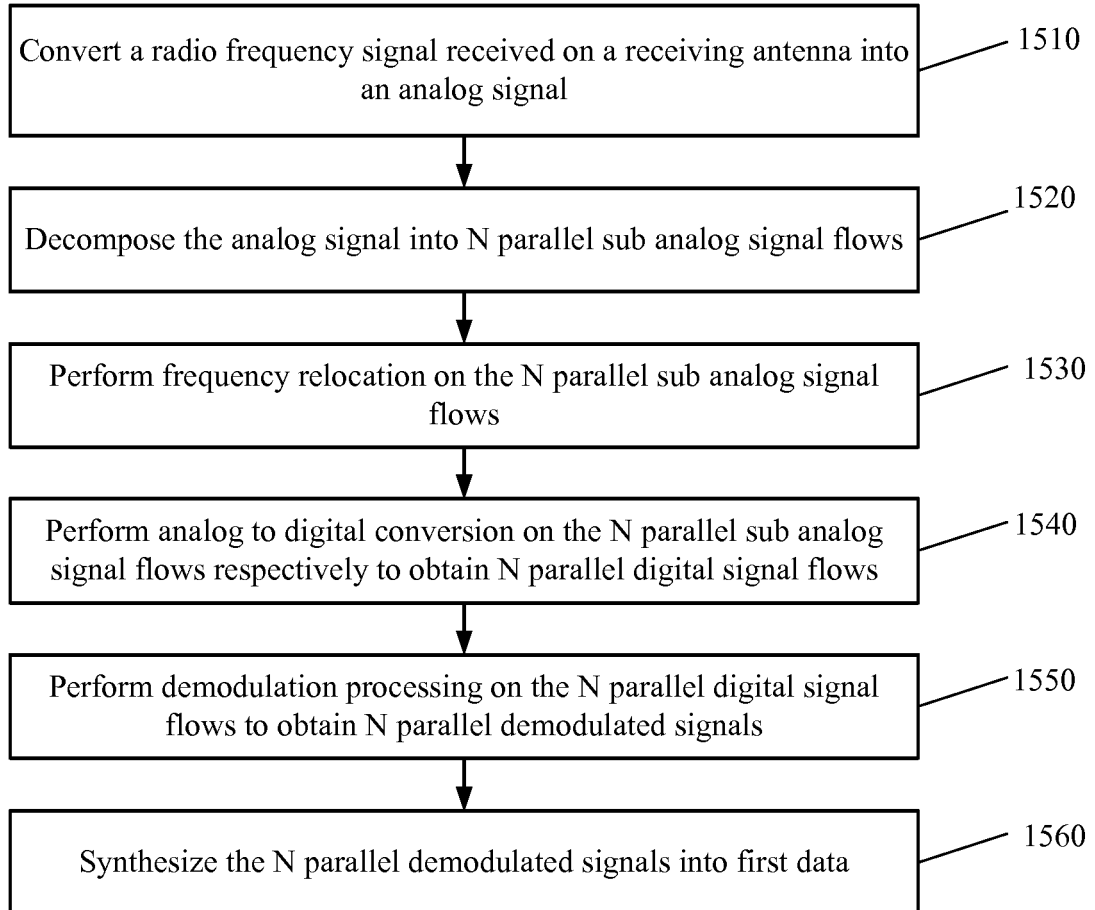 Convert a radio frequency signal received on a receiving antenna into
an analog signal
1510
Decompose the analog signal into N parallel sub analog signal flows
1520
Perform frequency relocation on the N parallel sub analog signal
flows
1530
Perform analog to digital conversion on the N parallel sub analog
signal flows respectively to obtain N parallel digital signal flows
1540
Perform demodulation processing on the N parallel digital signal
flows to obtain N parallel demodulated signals
1550
Synthesize the N parallel demodulated signals into first data
1560